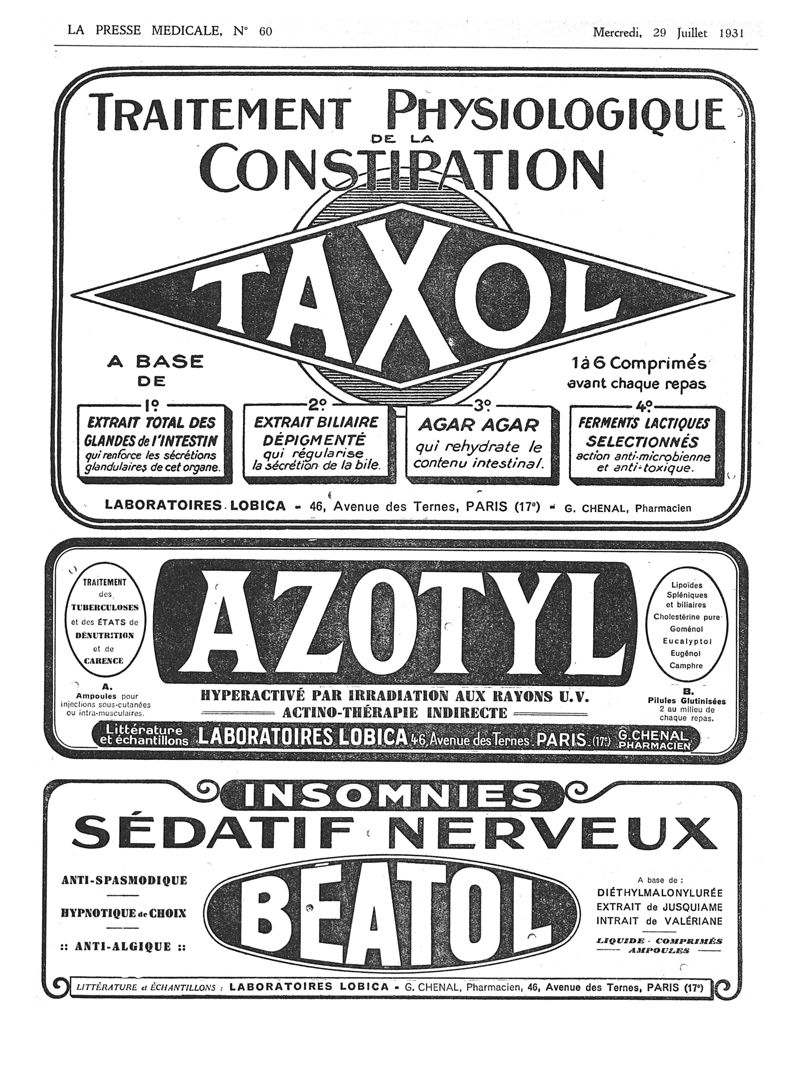 LA PRESSE MEDICALE, N° 60
Mercredi, 29 Juillet 1931
TRAITEMENT PHYSIOLOGIQUE
DE LA
CONSTIPATION
TAXOL
A BASE
DE
1 à 6 Comprimés
avant chaque repas
1º
EXTRAIT TOTAL DES
GLANDES de l'INTESTIN
qui renforce les sécrétions
glandulaires de cet organe.
2º
EXTRAIT BILIAIRE
DÉPIGMENTÉ
qui régularise
la sécrétion de la bile.
3º
AGAR AGAR
qui rehydrate le
contenu intestinal.
4º
FERMENTS LACTIQUES
SELECTIONNÉS
action anti-microbienne
et anti-toxique.
LABORATOIRES LOBICA - 46, Avenue des Ternes, PARIS (17e) - G. CHENAL, Pharmacien
TRAITEMENT
des
TUBERCULOSES
et des ÉTATS de
DÉNUTRITION
et de
CARENCE
A.
Ampoules pour
injections sous-cutanées
ou intra-musculaires.
AZOTYL
HYPERACTIVÉ PAR IRRADIATION AUX RAYONS U.V.
ACTINO-THÉRAPIE INDIRECTE
Lipoïdes
Spléniques
et biliaires
Cholestérine pure
Goménol
Eucalyptol
Eugénol
Camphre
B.
Pilules Glutinisées
2 au milieu de
chaque repas.
Littérature
et échantillons
LABORATOIRES LOBICA 46, Avenue des Ternes. PARIS. (17e)
G. CHENAL
PHARMACIEN
INSOMNIES
SÉDATIF NERVEUX
ANTI-SPASMODIQUE
HYPNOTIQUE de CHOIX
:: ANTI-ALGIQUE ::
BÉATOL
A base de :
DIÉTHYLMALONYLURÉE
EXTRAIT de JUSQUIAME
INTRAIT de VALÉRIANE
LIQUIDE - COMPRIMÉS
AMPOULES
LITTÉRATURE et ÉCHANTILLONS : LABORATOIRES LOBICA - G. CHENAL, Pharmacien, 46, Avenue des Ternes, PARIS (17e)